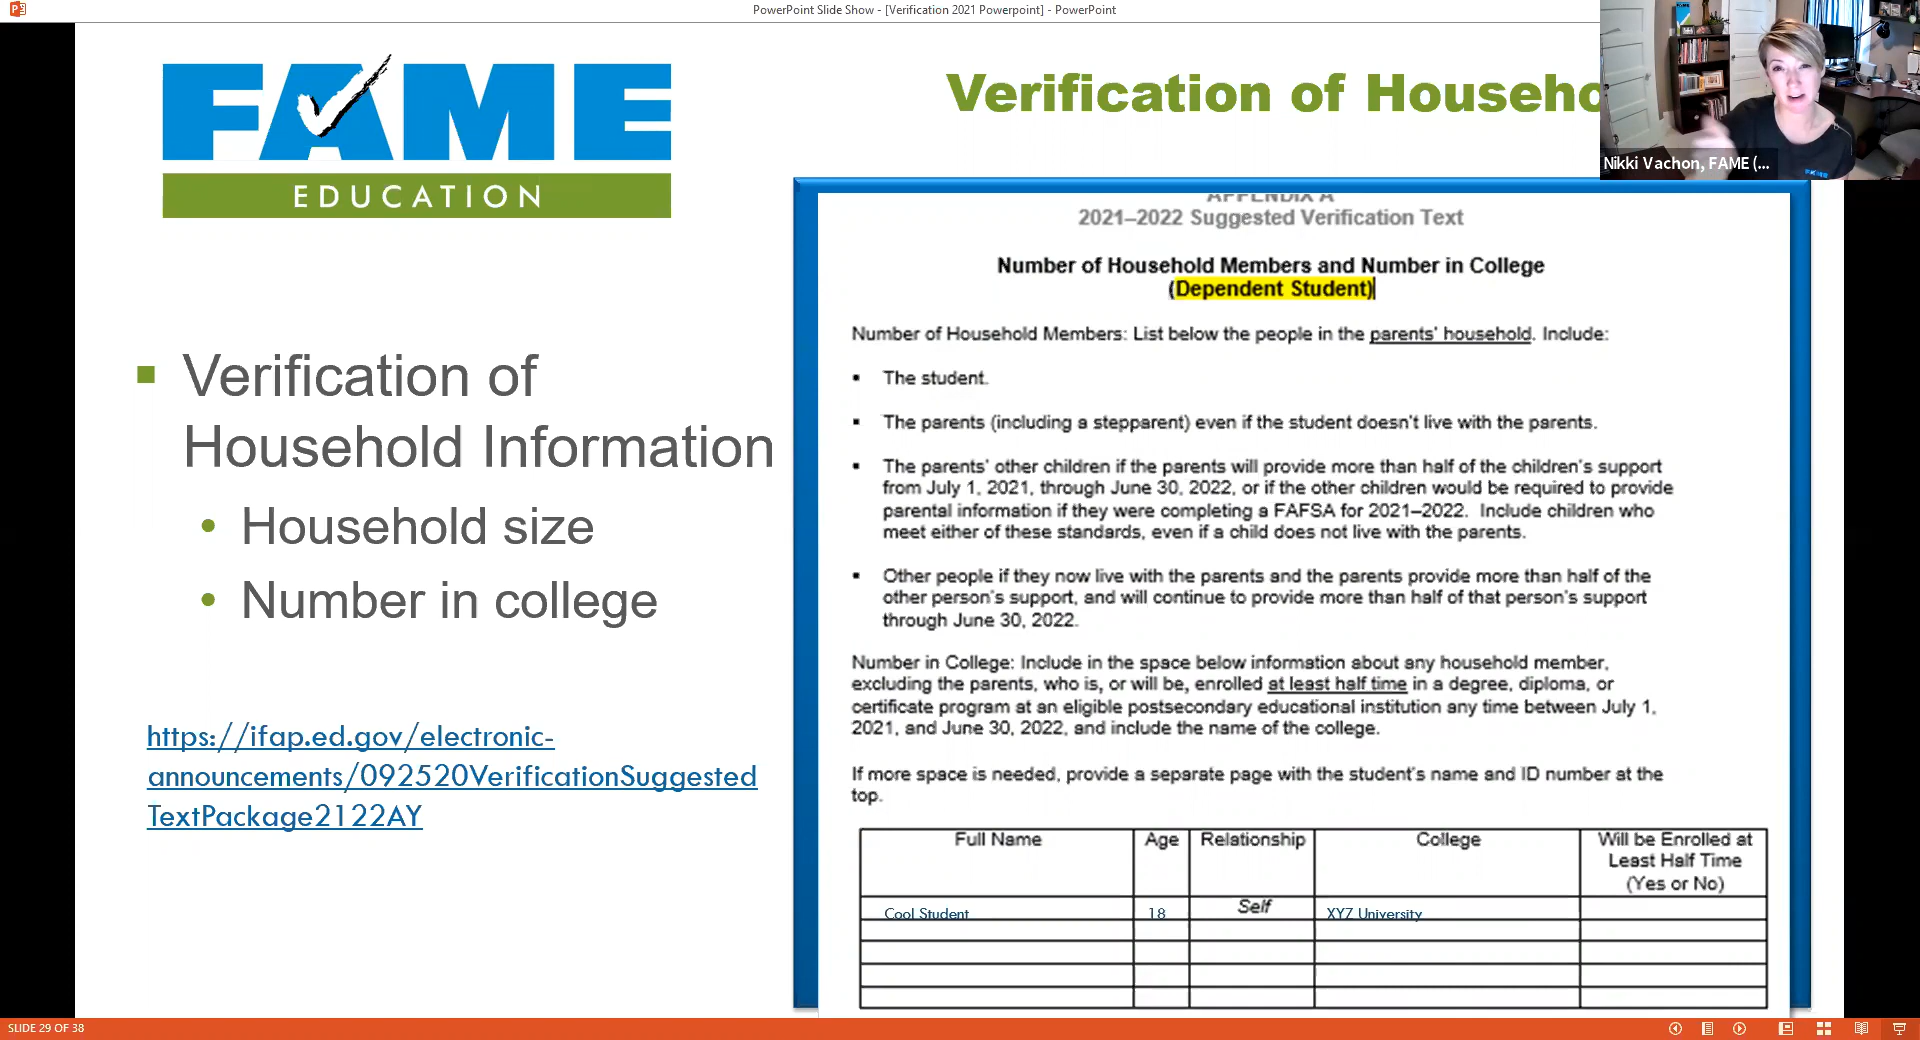 PowerPoint Slide Show - [Verification 2021 Powerpoint] - PowerPoint
FAME
EDUCATION
Verification of Househo
Nikki Vachon, FAME (...
Verification of
Household Information
Household size
Number in college
https://ifap.ed.gov/electronic-
announcements/092520VerificationSuggested
TextPackage2122AY
APPENDIX A
2021–2022 Suggested Verification Text
Number of Household Members and Number in College
(Dependent Student)
Number of Household Members: List below the people in the parents' household. Include:
The student.
The parents (including a stepparent) even if the student doesn't live with the parents.
The parents' other children if the parents will provide more than half of the children's support
from July 1, 2021, through June 30, 2022, or if the other children would be required to provide
parental information if they were completing a FAFSA for 2021–2022. Include children who
meet either of these standards, even if a child does not live with the parents.
Other people if they now live with the parents and the parents provide more than half of the
other person's support, and will continue to provide more than half of that person's support
through June 30, 2022.
Number in College: Include in the space below information about any household member,
excluding the parents, who is, or will be, enrolled at least half time in a degree, diploma, or
certificate program at an eligible postsecondary educational institution any time between July 1,
2021, and June 30, 2022, and include the name of the college.
If more space is needed, provide a separate page with the student's name and ID number at the
top.
Full Name Age Relationship College Will be Enrolled at
Least Half Time
(Yes or No)
Cool Student 18 Self XYZ University
SLIDE 29 OF 38